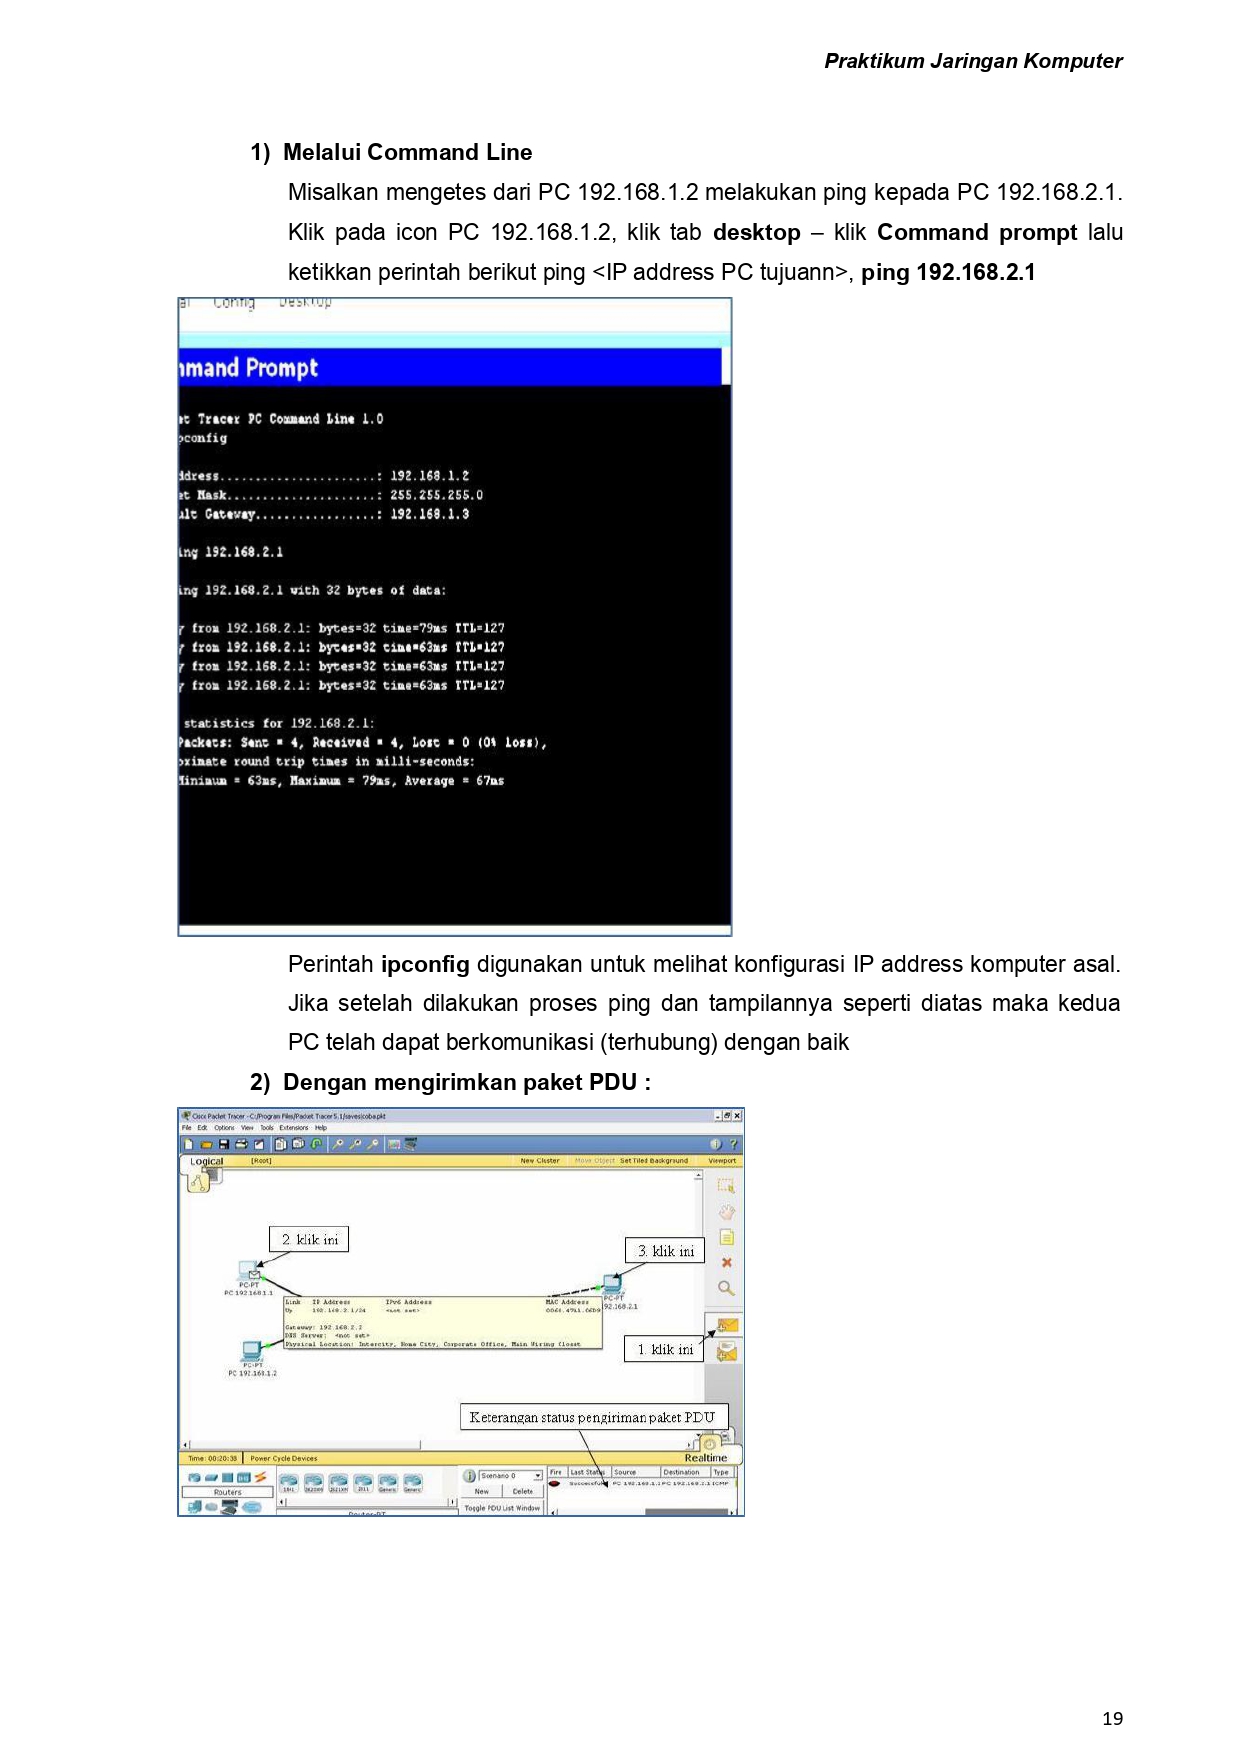 Praktikum Jaringan Komputer
1) Melalui Command Line
Misalkan mengetes dari PC 192.168.1.2 melakukan ping kepada PC 192.168.2.1.
Klik pada icon PC 192.168.1.2, klik tab desktop – klik Command prompt lalu
ketikkan perintah berikut ping <IP address PC tujuann>, ping 192.168.2.1
Config Desktop
mmand Prompt
et Tracer PC Command Line 1.0
pconfig
ddress......................: 192.168.1.2
et Mask.....................: 255.255.255.0
ult Gateway.................: 192.168.1.3
ing 192.168.2.1
ing 192.168.2.1 with 32 bytes of data:
y from 192.168.2.1: bytes=32 time=79ms TTL=127
y from 192.168.2.1: bytes=32 time=63ms TTL=127
y from 192.168.2.1: bytes=32 time=63ms TTL=127
y from 192.168.2.1: bytes=32 time=63ms TTL=127
statistics for 192.168.2.1:
Packets: Sent = 4, Received = 4, Lost = 0 (0% loss),
oximate round trip times in milli-seconds:
Minimum = 63ms, Maximum = 79ms, Average = 67ms
Perintah ipconfig digunakan untuk melihat konfigurasi IP address komputer asal.
Jika setelah dilakukan proses ping dan tampilannya seperti diatas maka kedua
PC telah dapat berkomunikasi (terhubung) dengan baik
2) Dengan mengirimkan paket PDU :
Cisco Packet Tracer - C:/Program Files/Packet Tracer 5.1/saves/coba.pkt
File Edit Options View Tools Extensions Help
Logical [Root] New Cluster Move Object Set Tiled Background Viewport
2. klik ini
3. klik ini
PC-PT
PC 192.168.1.1
PC-PT
192.168.2.1
Link IP Address IPv6 Address MAC Address
Up 192.168.2.1/24 <not set>
Gateway: 192.168.2.2
DNS Server: <not set>
Physical Location: Intercity, Home City, Corporate Office, Main Wiring Closet
1. klik ini
PC-PT
PC 192.168.1.2
Keterangan status pengiriman paket PDU
Time: 00:20:38 Power Cycle Devices Realtime
Scenario 0 Fire Last Status Source Destination Type
Successful PC 192.168.1.1 PC 192.168.2.1 ICMP
Routers
1841 2620XM 2621XM 2811 Generic Generic
New Delete
Toggle PDU List Window
Router-PT
19